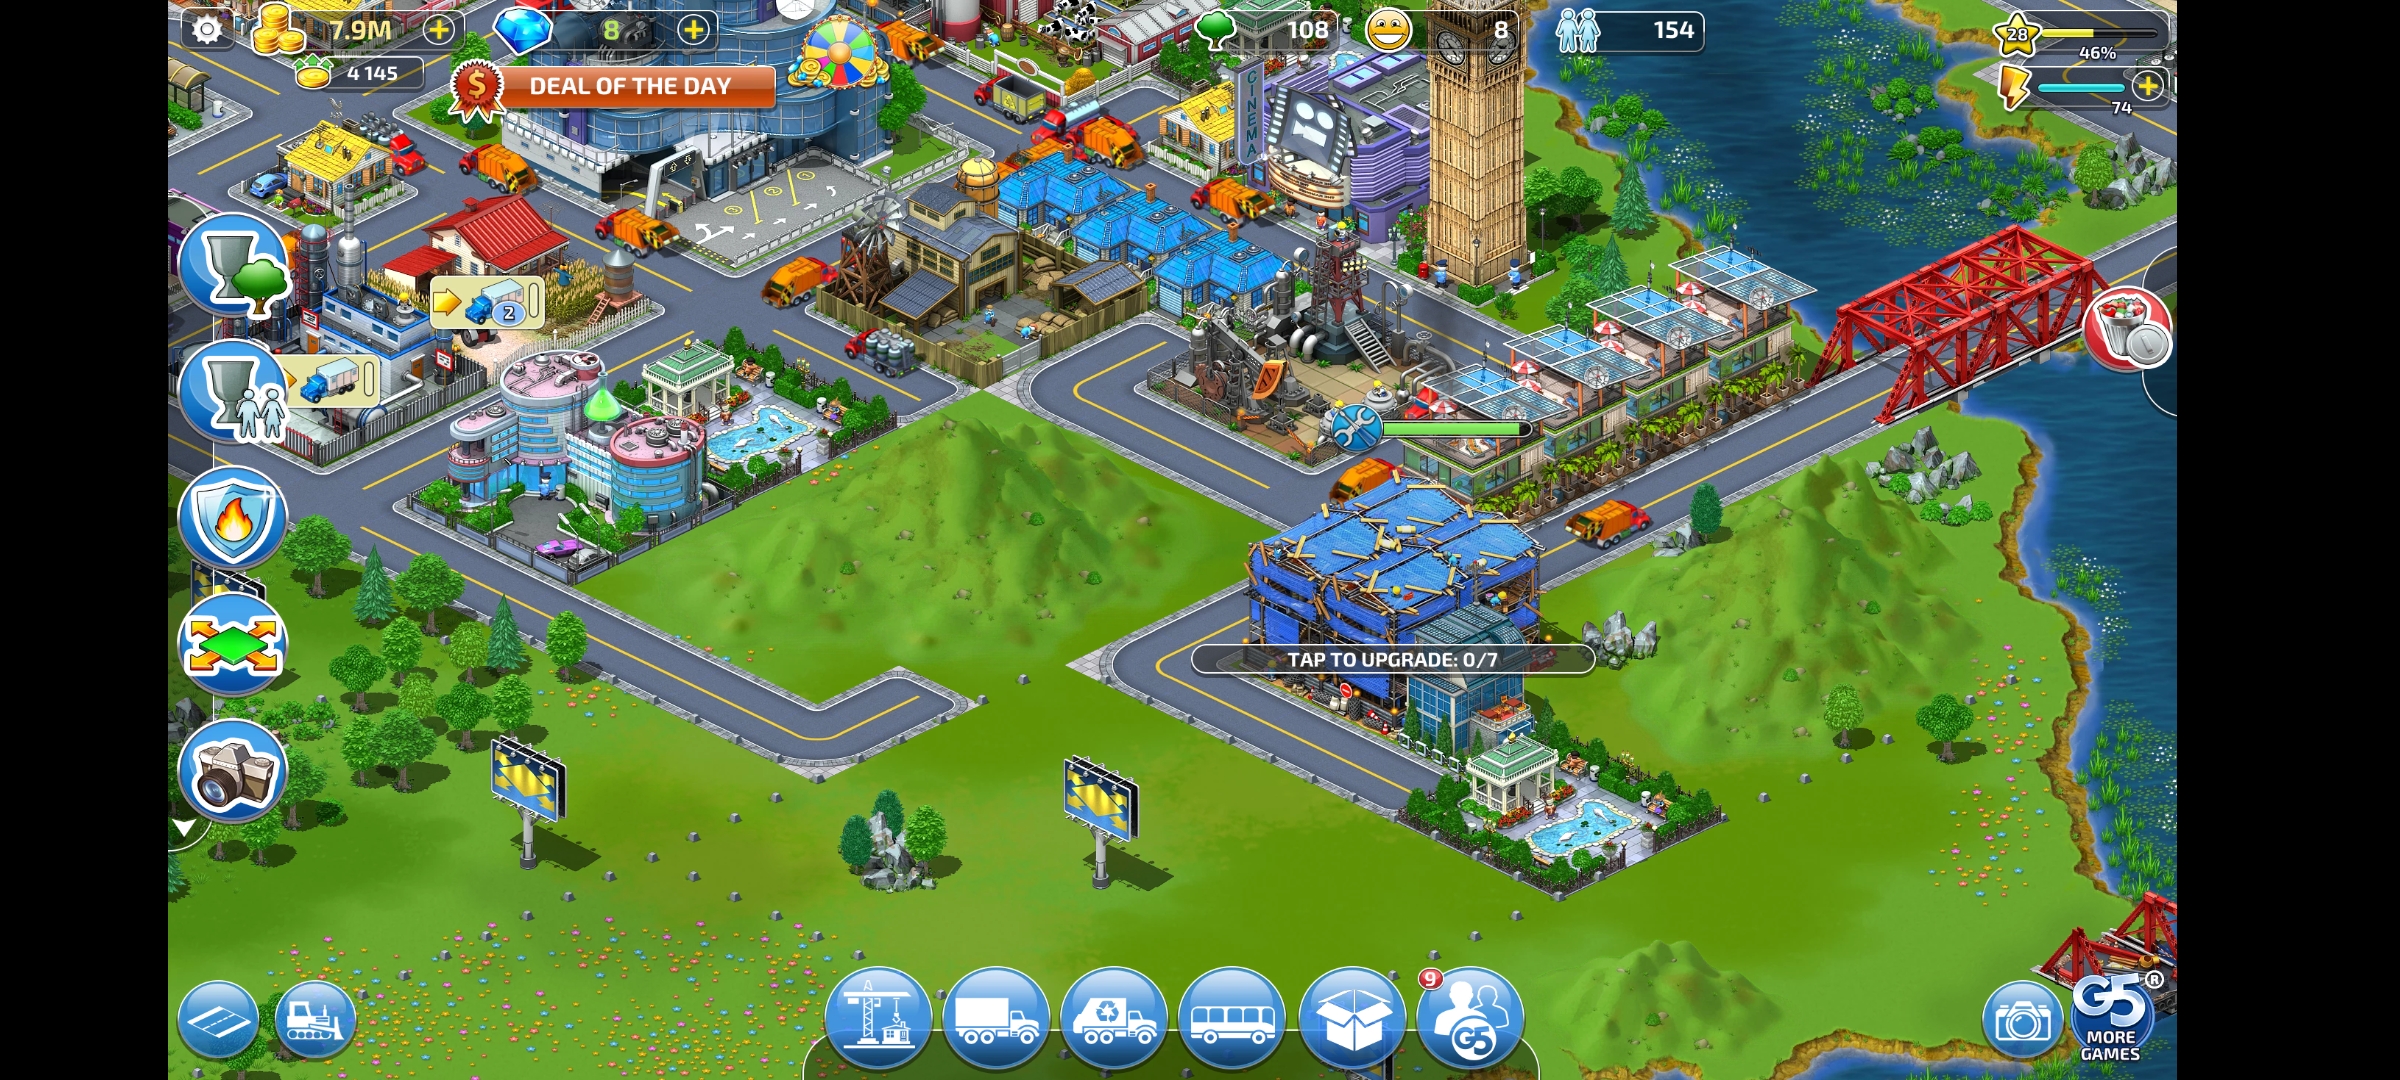 7.9M
8
108
8
154
28
46%
4 145
DEAL OF THE DAY
74
CINEMA
2
TAP TO UPGRADE: 0/7
9
G5
G5
®
MORE
GAMES